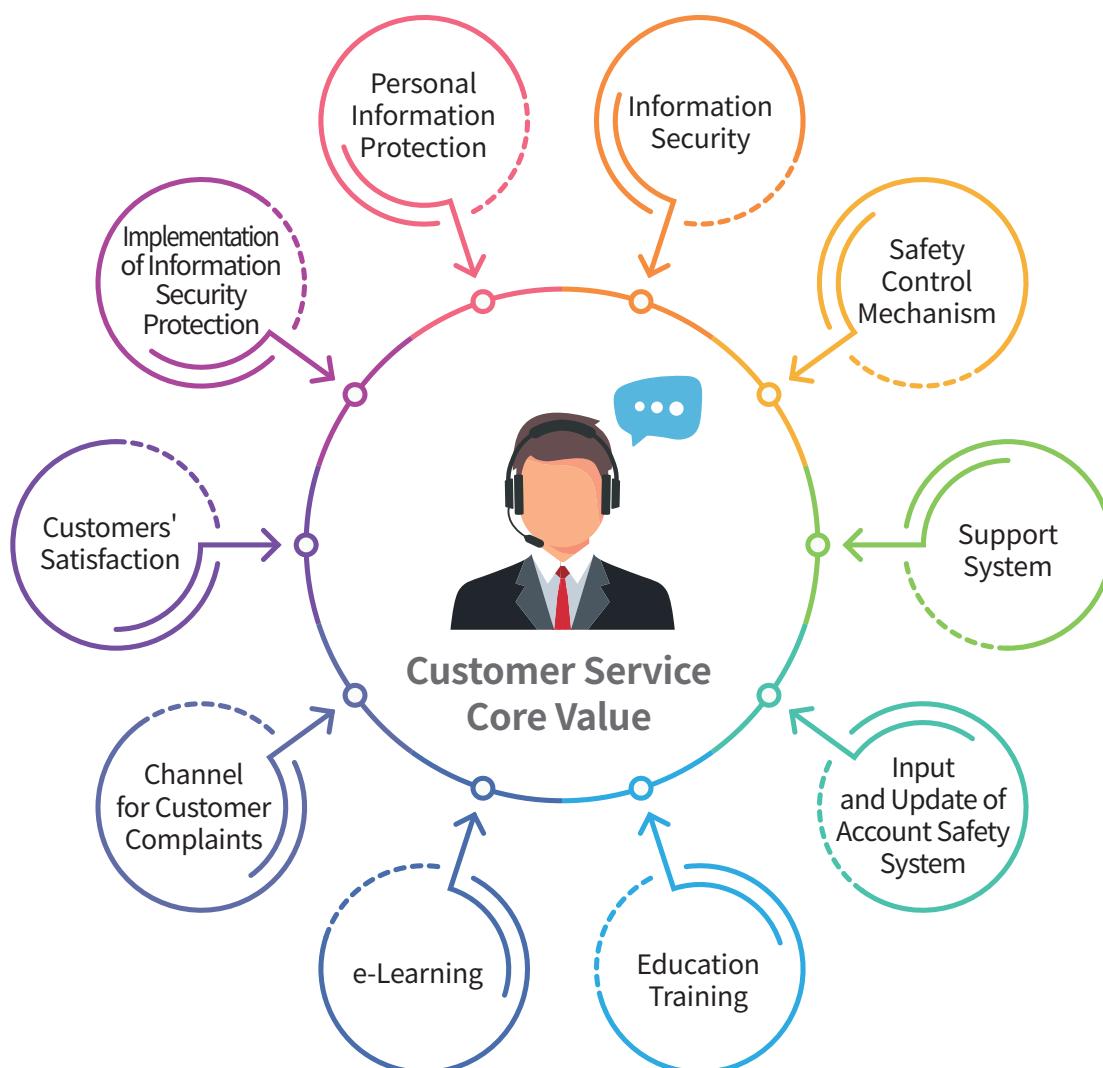 Personal
Information
Protection
Information
Security
Safety
Control
Mechanism
Support
System
Input
and Update of
Account Safety
System
Education
Training
e-Learning
Channel
for Customer
Complaints
Customers'
Satisfaction
Implementation
of Information
Security
Protection
Customer Service
Core Value